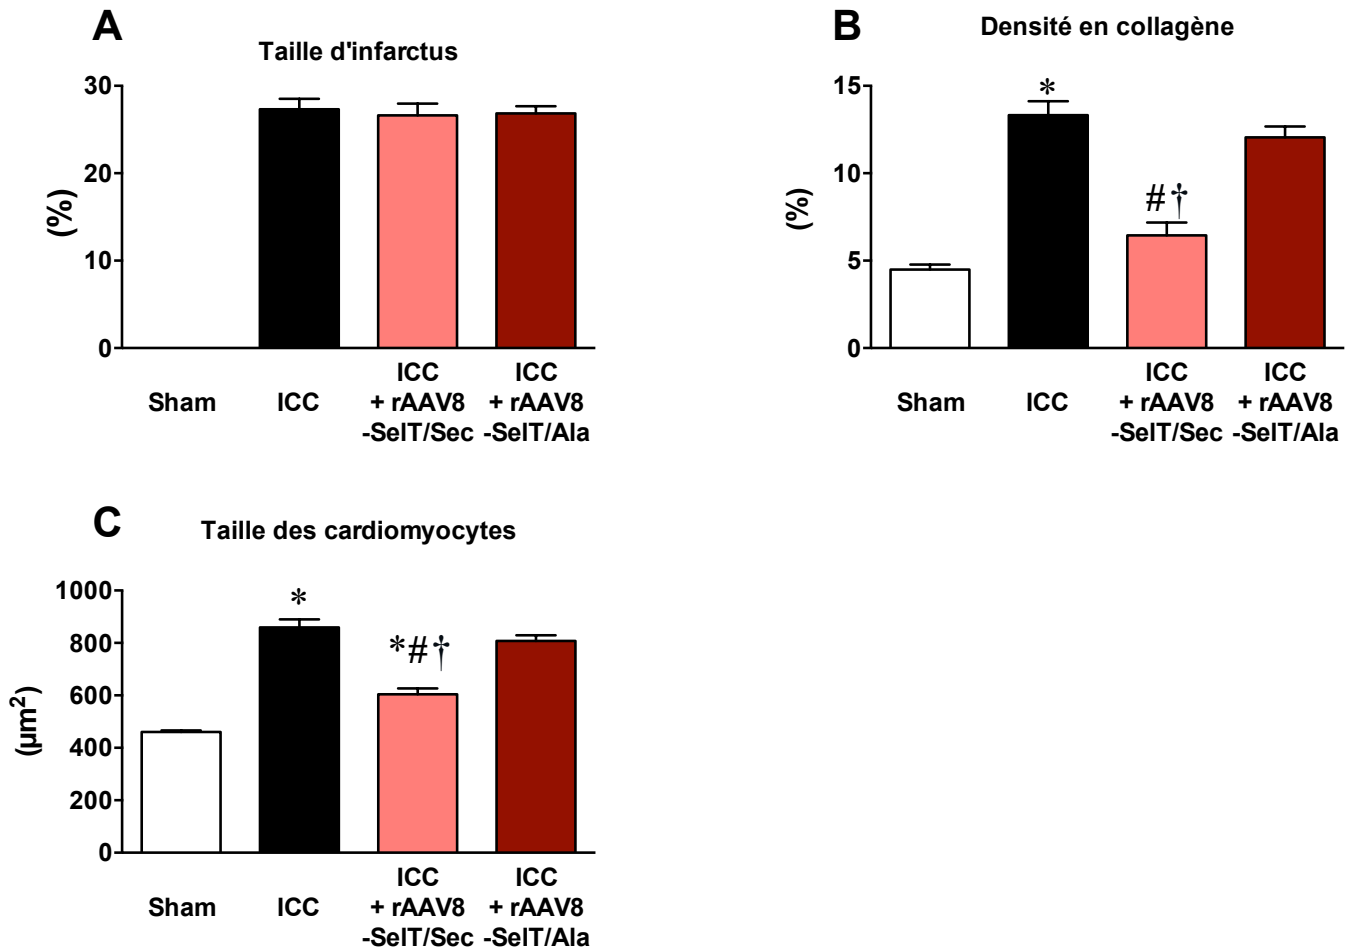 A
Taille d'infarctus
30
20
10
0
(%)
Sham
ICC
ICC
+ rAAV8
-SelT/Sec
ICC
+ rAAV8
-SelT/Ala
B
Densité en collagène
15
10
5
0
(%)
*
#†
Sham
ICC
ICC
+ rAAV8
-SelT/Sec
ICC
+ rAAV8
-SelT/Ala
C
Taille des cardiomyocytes
1000
800
600
400
200
0
(µm²)
*
*#†
Sham
ICC
ICC
+ rAAV8
-SelT/Sec
ICC
+ rAAV8
-SelT/Ala